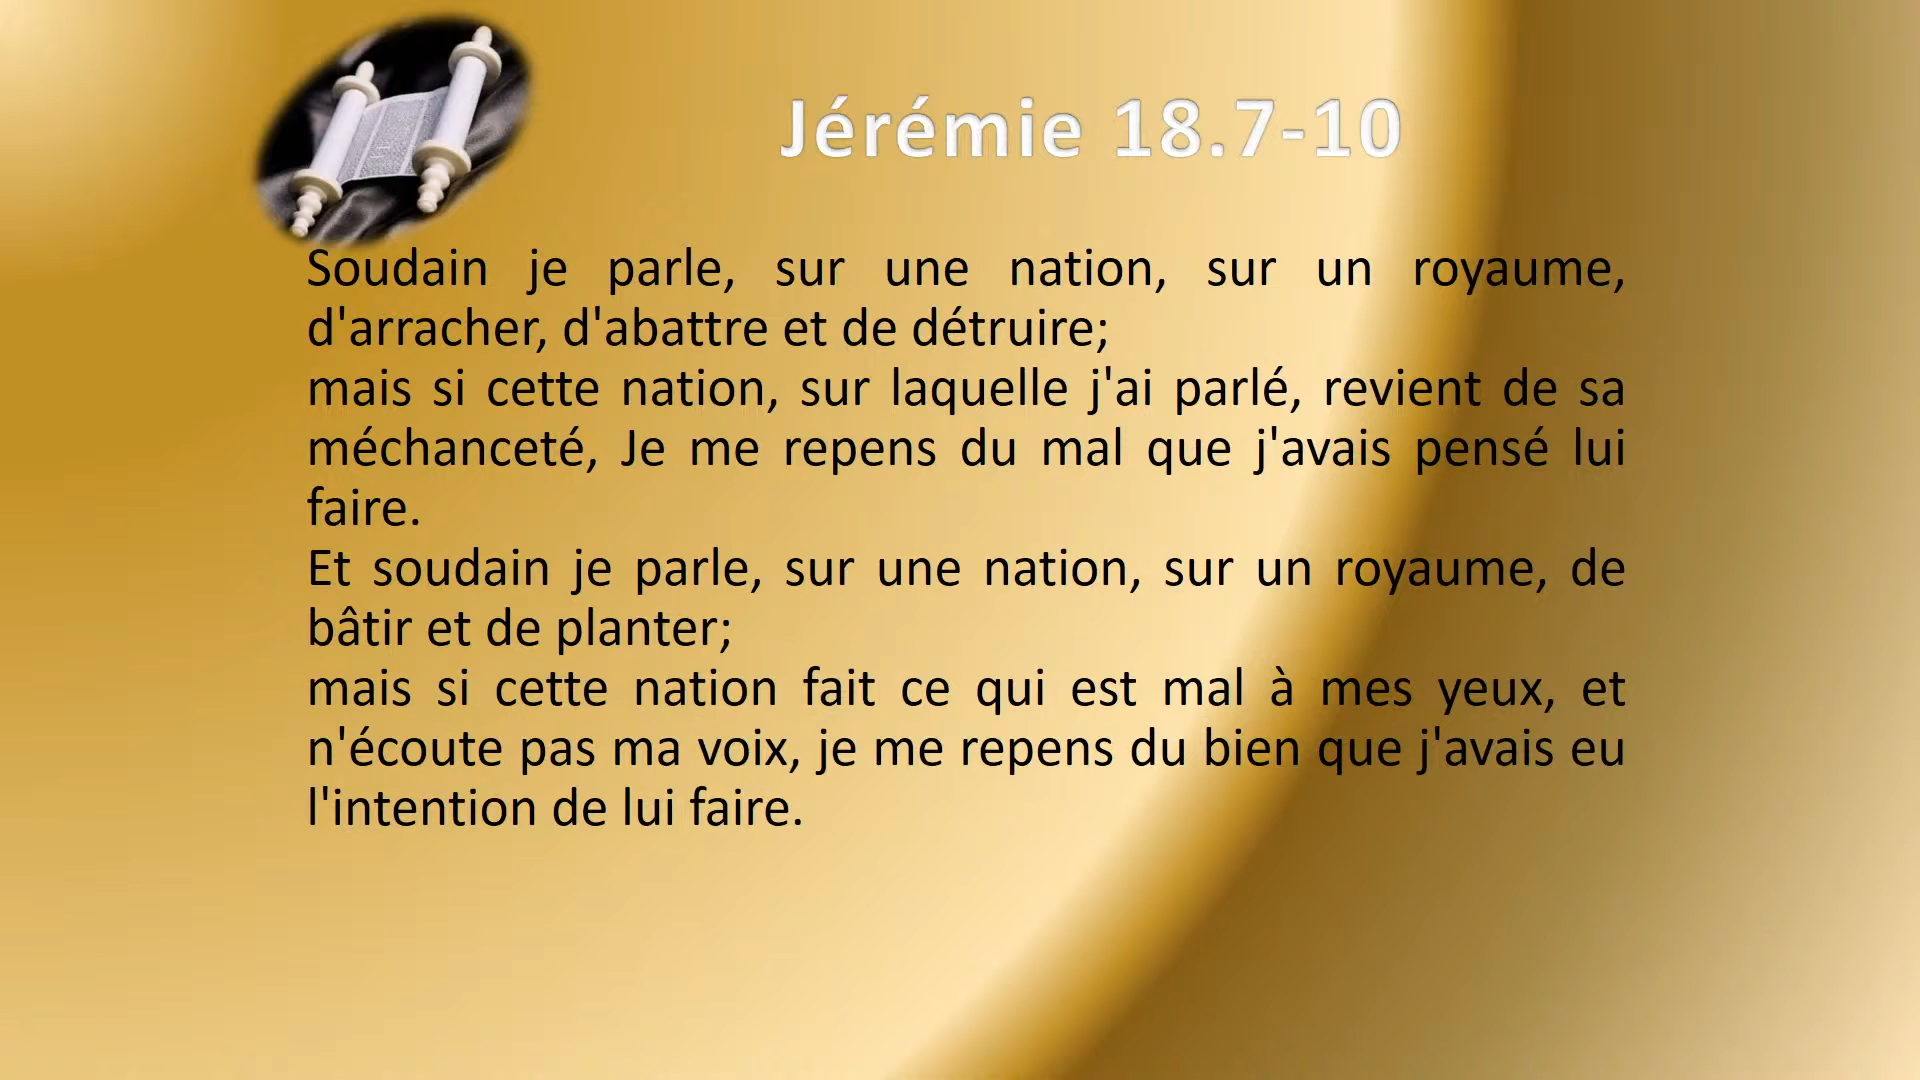 Jérémie 18.7-10
Soudain je parle, sur une nation, sur un royaume,
d'arracher, d'abattre et de détruire;
mais si cette nation, sur laquelle j'ai parlé, revient de sa
méchanceté, Je me repens du mal que j'avais pensé lui
faire.
Et soudain je parle, sur une nation, sur un royaume, de
bâtir et de planter;
mais si cette nation fait ce qui est mal à mes yeux, et
n'écoute pas ma voix, je me repens du bien que j'avais eu
l'intention de lui faire.